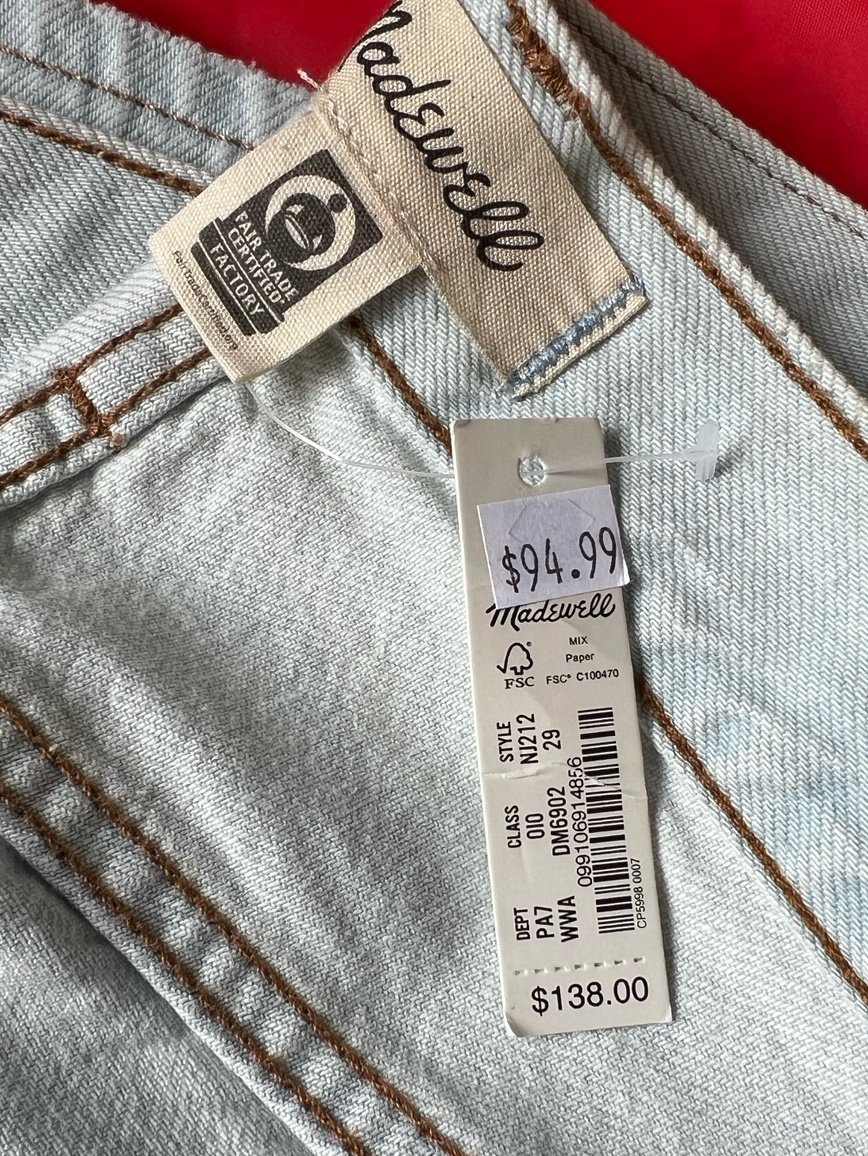 Madewell
FAIR TRADE
CERTIFIED
FACTORY
$94.99
Madewell
MIX
Paper
FSC® C100470
FSC
STYLE
NI212
29
CLASS
010
DM6902
DEPT
PA7
WWA
099106914856
CP5998 0007
$138.00